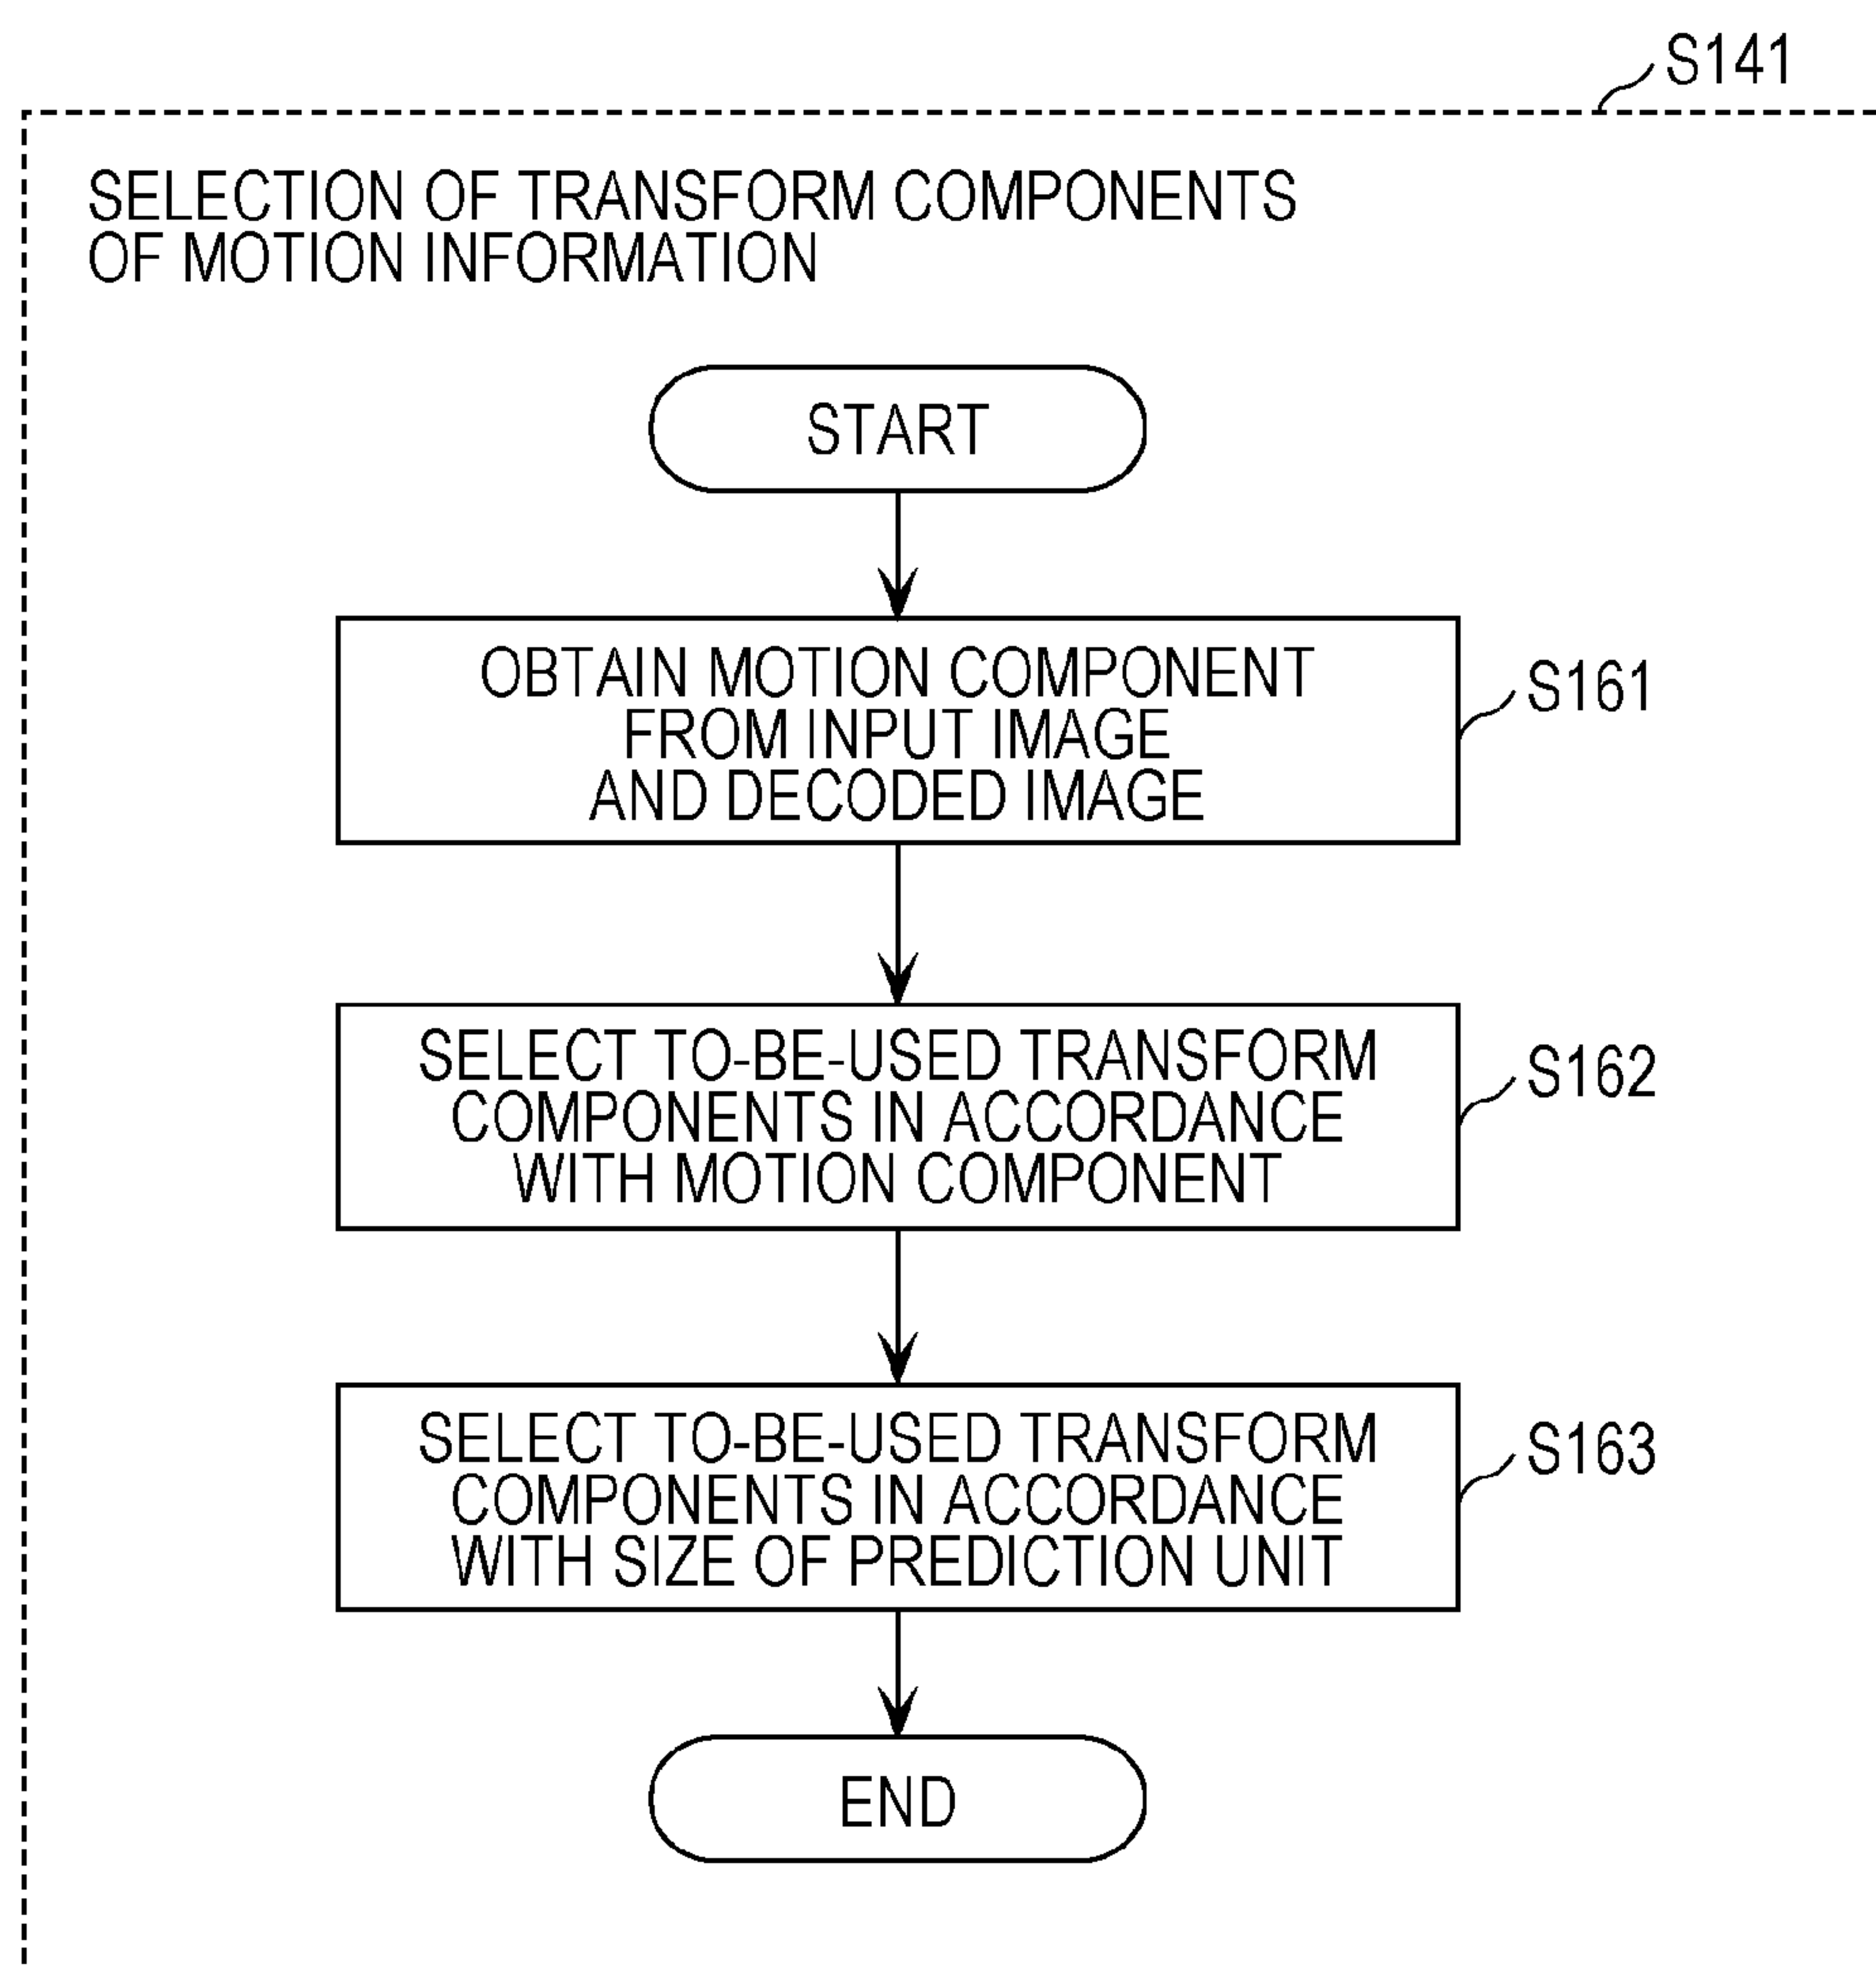 S141
SELECTION OF TRANSFORM COMPONENTS
OF MOTION INFORMATION
START
OBTAIN MOTION COMPONENT
FROM INPUT IMAGE
AND DECODED IMAGE
S161
SELECT TO-BE-USED TRANSFORM
COMPONENTS IN ACCORDANCE
WITH MOTION COMPONENT
S162
SELECT TO-BE-USED TRANSFORM
COMPONENTS IN ACCORDANCE
WITH SIZE OF PREDICTION UNIT
S163
END